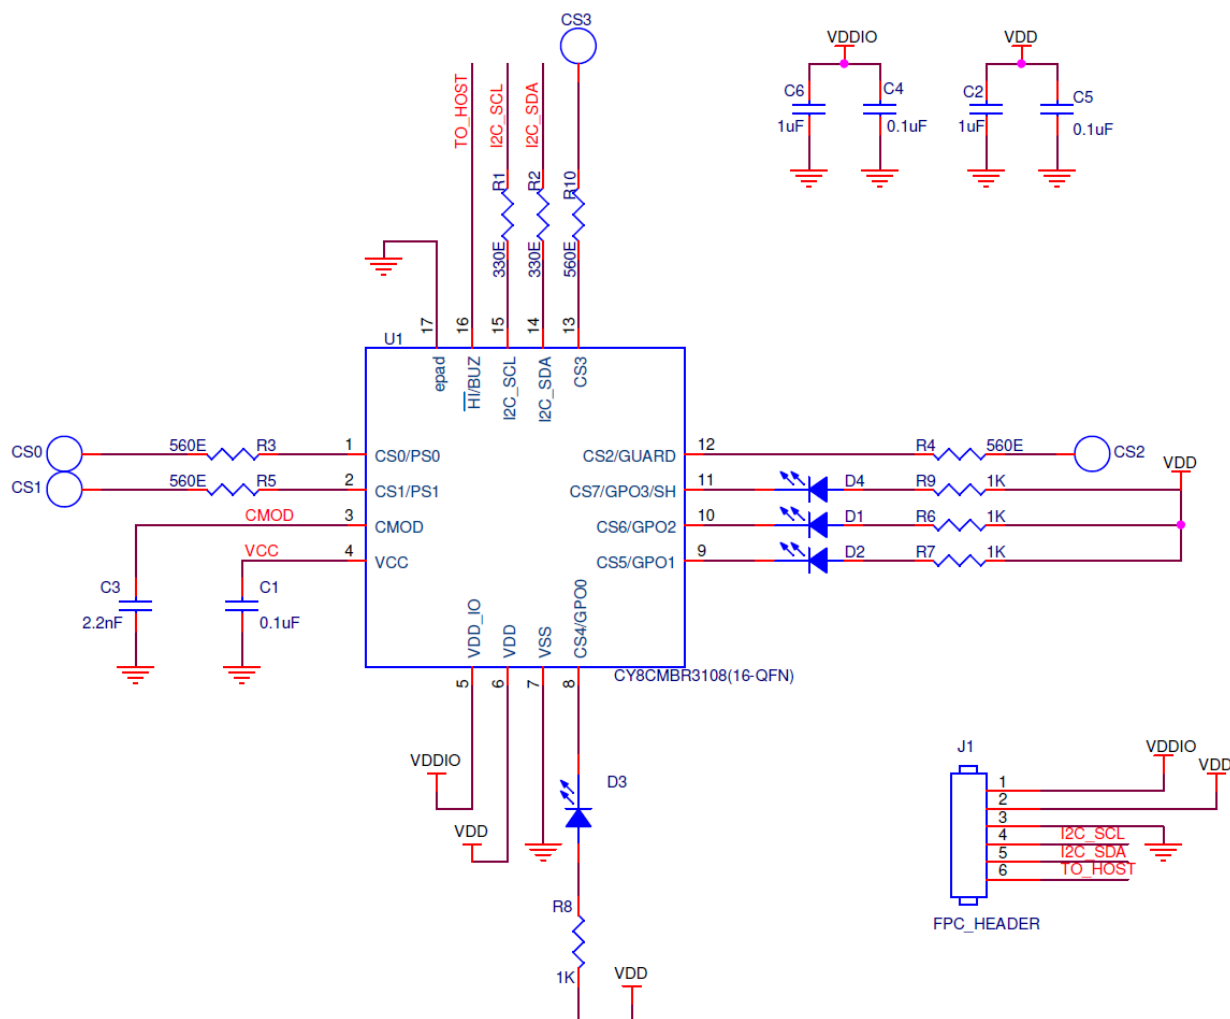 CS3
VDDIO
VDD
C6
1uF
C4
0.1uF
C2
1uF
C5
0.1uF
TO_HOST
I2C_SCL
I2C_SDA
R1
330E
R2
330E
R10
560E
17
16
15
14
13
U1
epad
HI/BUZ
I2C_SCL
I2C_SDA
CS3
CS0
560E
R3
1
CS0/PS0
CS2/GUARD
12
R4
560E
CS2
CS1
560E
R5
2
CS1/PS1
CS7/GPO3/SH
11
D4
R9
1K
VDD
CMOD
3
CMOD
CS6/GPO2
10
D1
R6
1K
VCC
4
VCC
CS5/GPO1
9
D2
R7
1K
C3
2.2nF
C1
0.1uF
VDD_IO
VDD
VSS
CS4/GPO0
5
6
7
8
CY8CMBR3108(16-QFN)
VDDIO
VDD
D3
R8
1K
VDD
J1
VDDIO
VDD
1
2
3
4
I2C_SCL
5
I2C_SDA
6
TO_HOST
FPC_HEADER